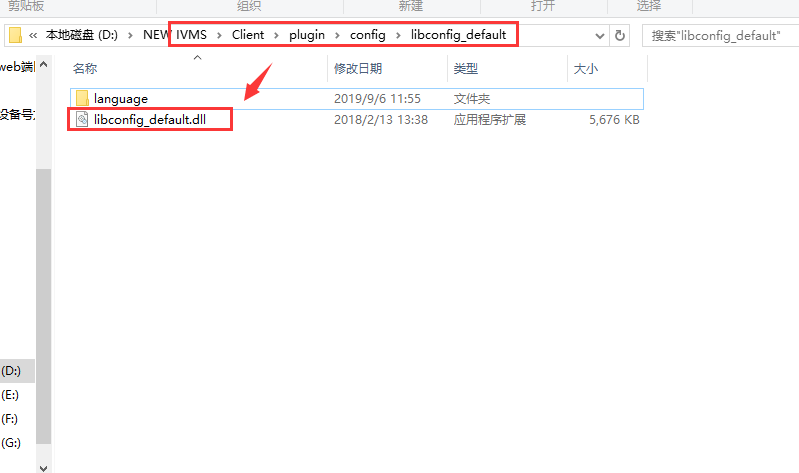 剪贴板 组织 新建 打开 选择
« 本地磁盘 (D:) › NEW IVMS › Client › plugin › config › libconfig_default 搜索"libconfig_default"
web端
名称 修改日期 类型 大小
language 2019/9/6 11:55 文件夹
设备号
libconfig_default.dll 2018/2/13 13:38 应用程序扩展 5,676 KB
(D:)
(E:)
(F:)
(G:)